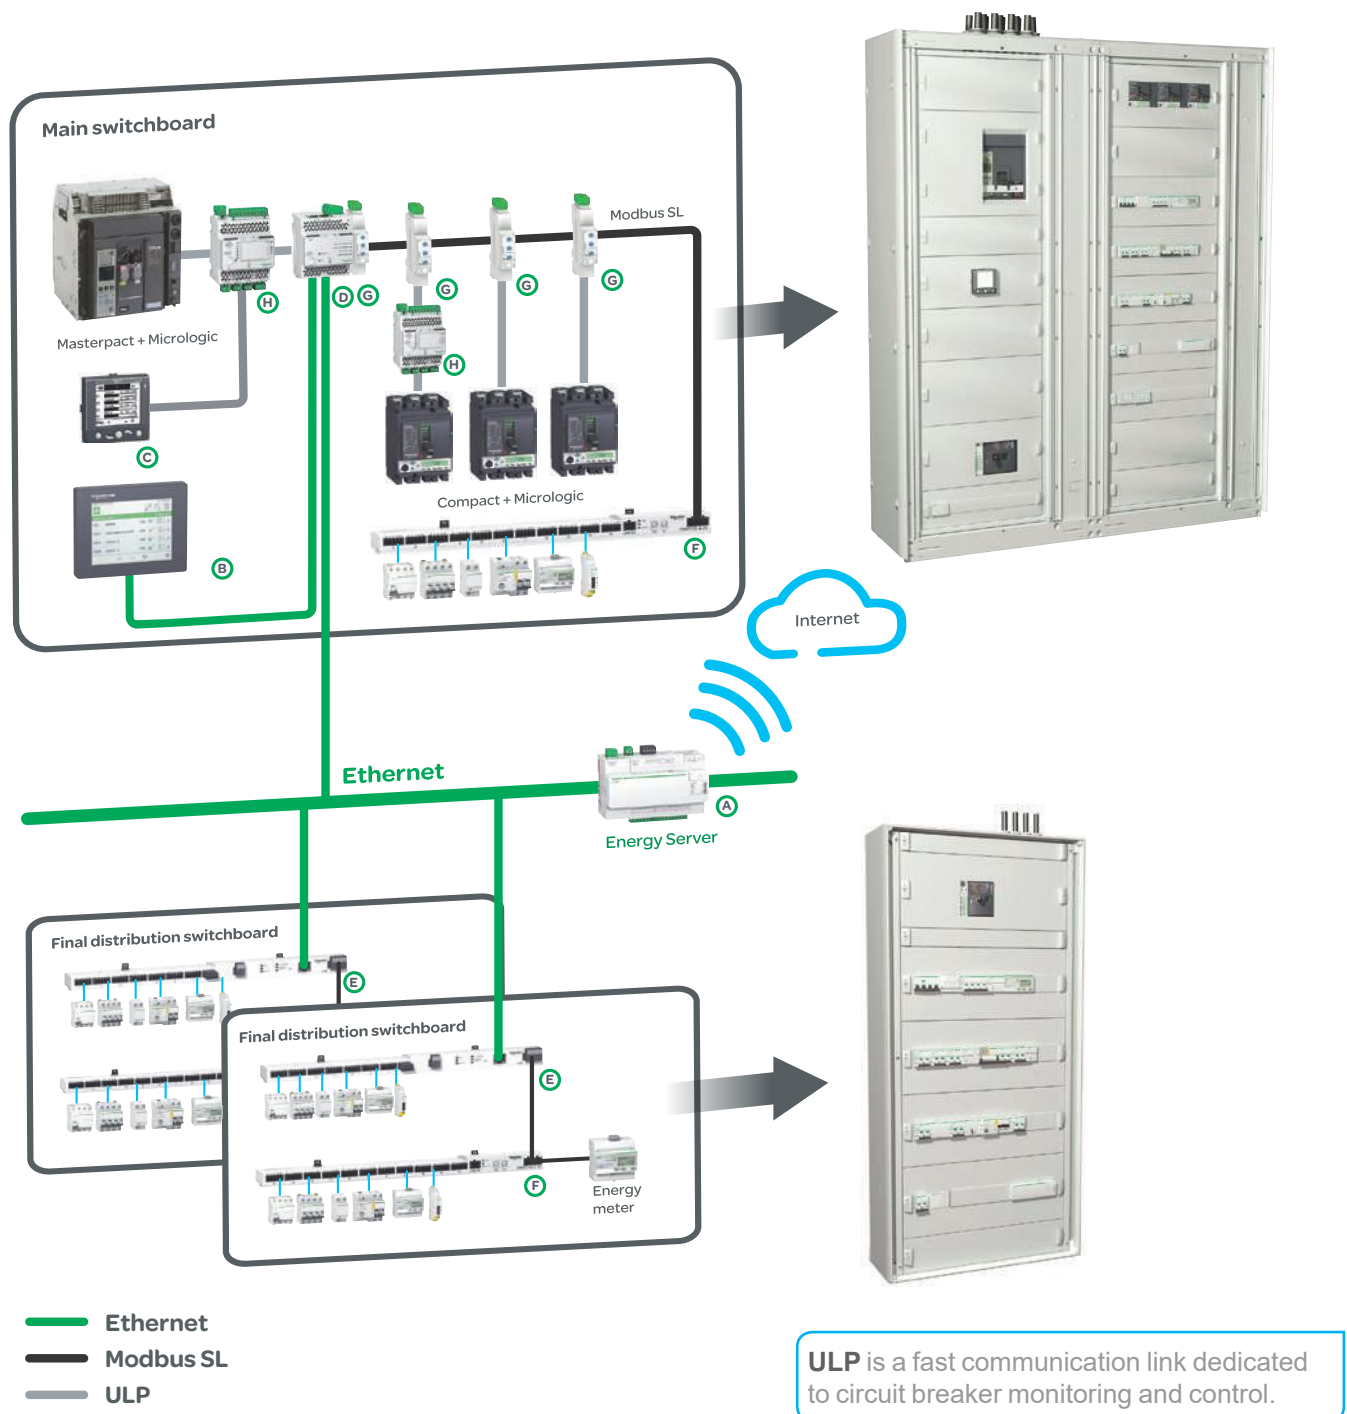 Main switchboard
Modbus SL
H
D
G
G
G
G
Masterpact + Micrologic
H
C
Compact + Micrologic
F
B
Internet
Ethernet
A
Energy Server
Final distribution switchboard
E
Final distribution switchboard
E
F
Energy
meter
Ethernet
Modbus SL
ULP
ULP is a fast communication link dedicated
to circuit breaker monitoring and control.